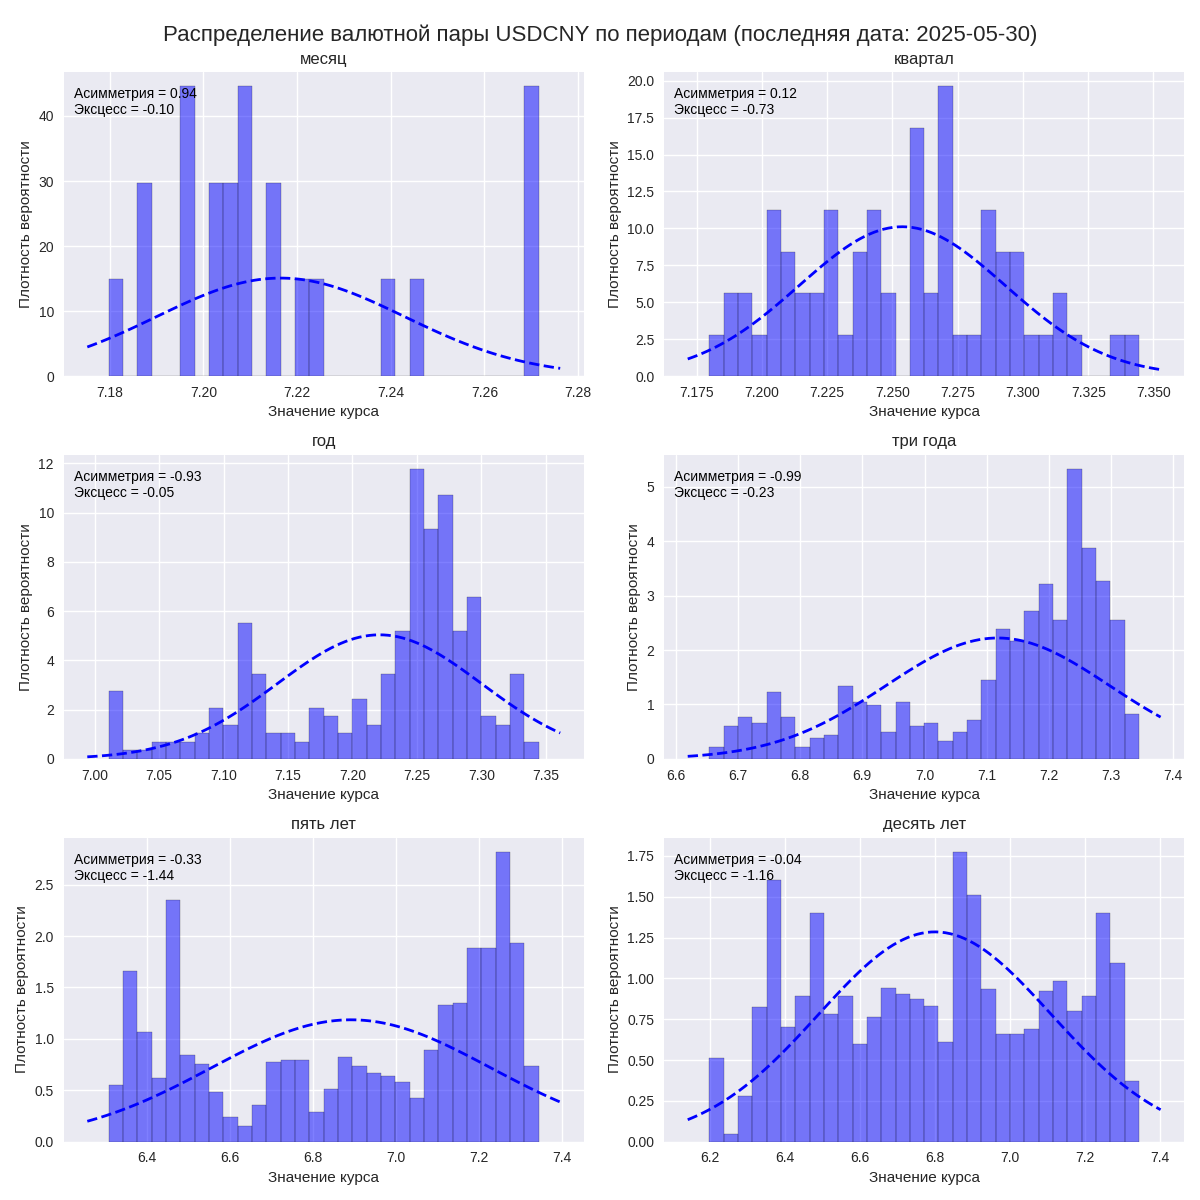 Распределение валютной пары USDCNY по периодам (последняя дата: 2025-05-30)
месяц
Асимметрия = 0.94
Эксцесс = -0.10
Плотность вероятности
40
30
20
10
0
7.18 7.20 7.22 7.24 7.26 7.28
Значение курса
квартал
Асимметрия = 0.12
Эксцесс = -0.73
Плотность вероятности
20.0
17.5
15.0
12.5
10.0
7.5
5.0
2.5
0.0
7.175 7.200 7.225 7.250 7.275 7.300 7.325 7.350
Значение курса
год
Асимметрия = -0.93
Эксцесс = -0.05
Плотность вероятности
12
10
8
6
4
2
0
7.00 7.05 7.10 7.15 7.20 7.25 7.30 7.35
Значение курса
три года
Асимметрия = -0.99
Эксцесс = -0.23
Плотность вероятности
5
4
3
2
1
0
6.6 6.7 6.8 6.9 7.0 7.1 7.2 7.3 7.4
Значение курса
пять лет
Асимметрия = -0.33
Эксцесс = -1.44
Плотность вероятности
2.5
2.0
1.5
1.0
0.5
0.0
6.4 6.6 6.8 7.0 7.2 7.4
Значение курса
десять лет
Асимметрия = -0.04
Эксцесс = -1.16
Плотность вероятности
1.75
1.50
1.25
1.00
0.75
0.50
0.25
0.00
6.2 6.4 6.6 6.8 7.0 7.2 7.4
Значение курса